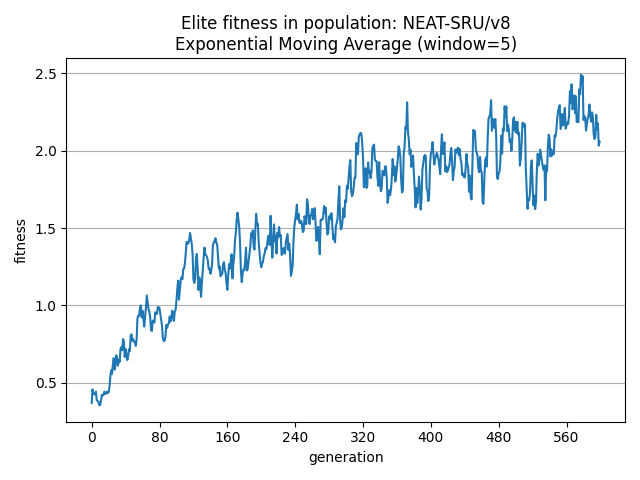 Elite fitness in population: NEAT-SRU/v8
Exponential Moving Average (window=5)
2.5
2.0
1.5
1.0
0.5
fitness
0 80 160 240 320 400 480 560
generation